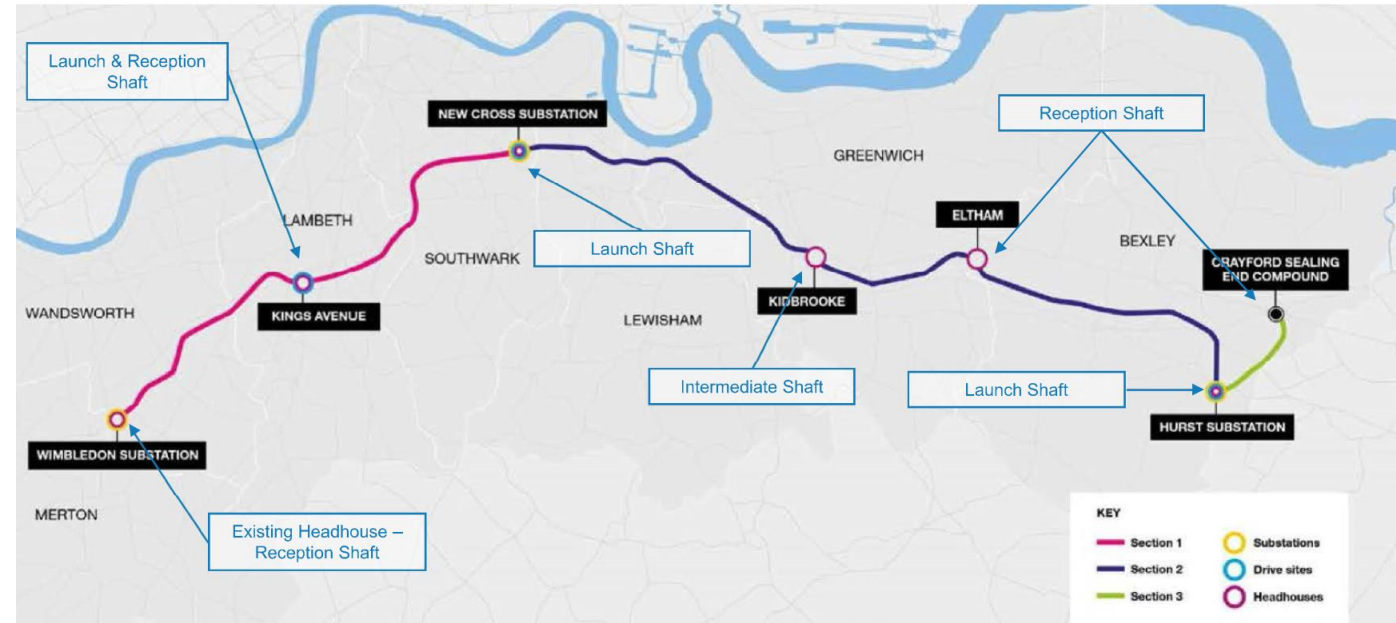 Launch & Reception
Shaft
NEW CROSS SUBSTATION
Reception Shaft
GREENWICH
ELTHAM
LAMBETH
Launch Shaft
BEXLEY
SOUTHWARK
CRAYFORD SEALING
END COMPOUND
KIDBROOKE
WANDSWORTH
KINGS AVENUE
LEWISHAM
Intermediate Shaft
Launch Shaft
HURST SUBSTATION
WIMBLEDON SUBSTATION
MERTON
Existing Headhouse –
Reception Shaft
KEY
Section 1
Substations
Section 2
Drive sites
Section 3
Headhouses